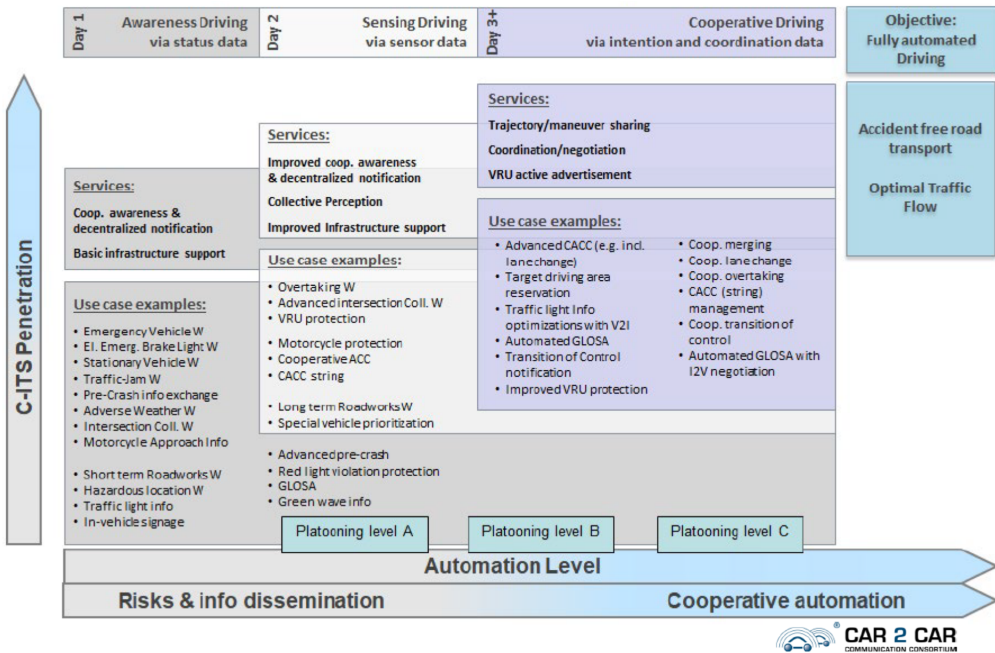 Day 1
Awareness Driving
via status data
Day 2
Sensing Driving
via sensor data
Day 3+
Cooperative Driving
via intention and coordination data
Objective:
Fully automated
Driving
C-ITS Penetration
Services:
Coop. awareness &
decentralized notification
Basic infrastructure support
Use case examples:
• Emergency Vehicle W
• El. Emerg. Brake Light W
• Stationary Vehicle W
• Traffic-Jam W
• Pre-Crash info exchange
• Adverse Weather W
• Intersection Coll. W
• Motorcycle Approach Info
• Short term Roadworks W
• Hazardous location W
• Traffic light info
• In-vehicle signage
Services:
Improved coop. awareness
& decentralized notification
Collective Perception
Improved Infrastructure support
Use case examples:
• Overtaking W
• Advanced intersection Coll. W
• VRU protection
• Motorcycle protection
• Cooperative ACC
• CACC string
• Long term Roadworks W
• Special vehicle prioritization
• Advanced pre-crash
• Red light violation protection
• GLOSA
• Green wave info
Services:
Trajectory/maneuver sharing
Coordination/negotiation
VRU active advertisement
Use case examples:
• Advanced CACC (e.g. incl.
lane change)
• Target driving area
reservation
• Traffic light Info
optimizations with V2I
• Automated GLOSA
• Transition of Control
notification
• Improved VRU protection
• Coop. merging
• Coop. lane change
• Coop. overtaking
• CACC (string)
management
• Coop. transition of
control
• Automated GLOSA with
I2V negotiation
Accident free road
transport
Optimal Traffic
Flow
Platooning level A
Platooning level B
Platooning level C
Automation Level
Risks & info dissemination
Cooperative automation
® CAR 2 CAR
COMMUNICATION CONSORTIUM